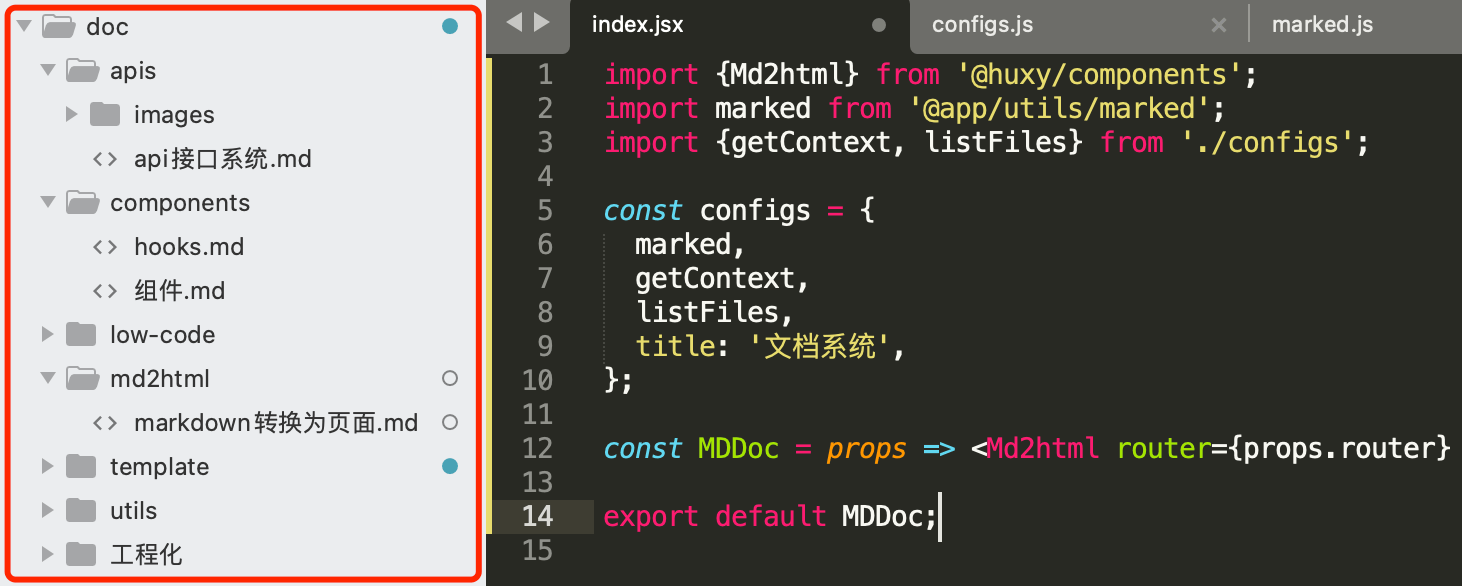 doc
apis
images
api接口系统.md
components
hooks.md
组件.md
low-code
md2html
markdown转换为页面.md
template
utils
工程化
index.jsx
configs.js
marked.js
1 import {Md2html} from '@huxy/components';
2 import marked from '@app/utils/marked';
3 import {getContext, listFiles} from './configs';
4
5 const configs = {
6 marked,
7 getContext,
8 listFiles,
9 title: '文档系统',
10 };
11
12 const MDDoc = props => <Md2html router={props.router}
13
14 export default MDDoc;
15